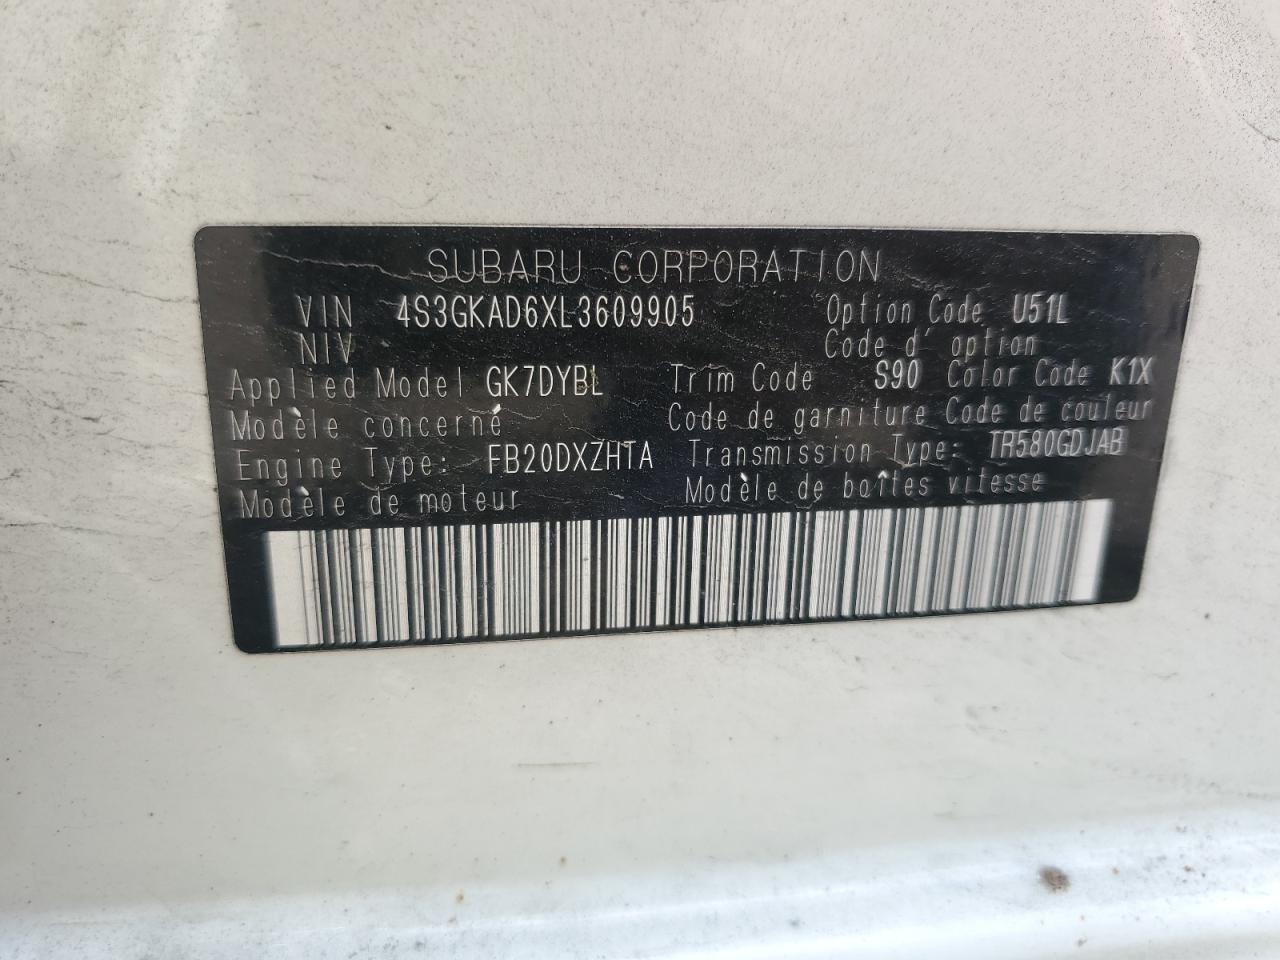 SUBARU CORPORATION
VIN 4S3GKAD6XL3609905 Option Code U51L
NIV Code d' option
Applied Model GK7DYBL Trim Code S90 Color Code K1X
Modèle concerné Code de garniture Code de couleur
Engine Type: FB20DXZHTA Transmission Type: TR580GDJAB
Modèle de moteur Modèle de boîtes vitesse